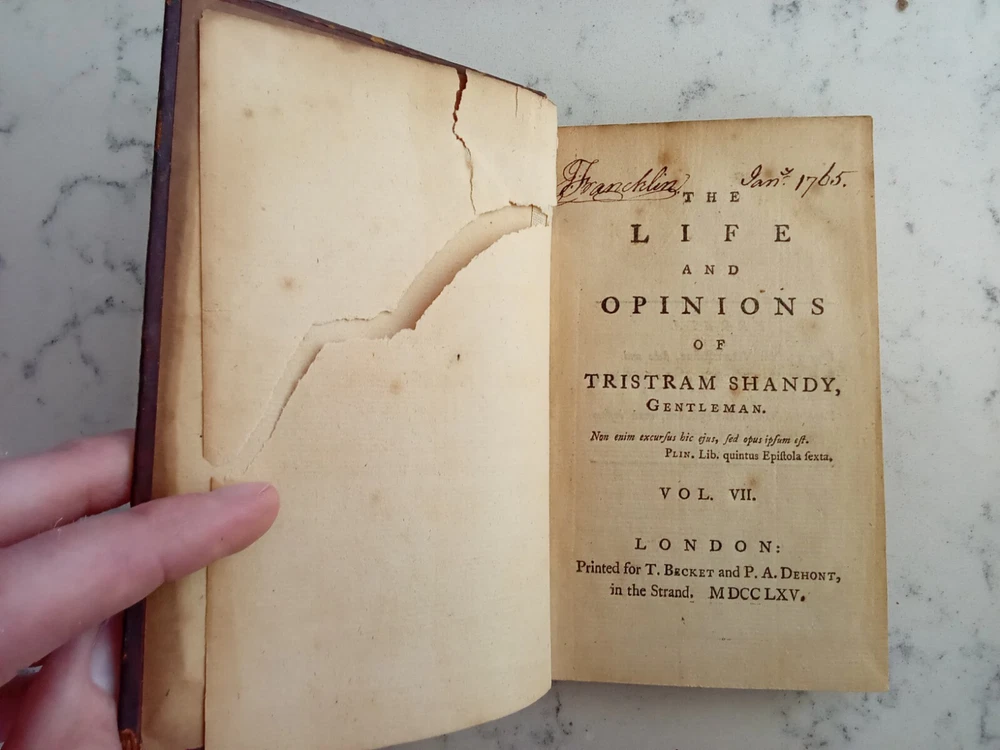 Francklin Janry. 1765.
THE
LIFE
AND
OPINIONS
OF
TRISTRAM SHANDY,
GENTLEMAN.
Non enim excurſus hic ejus, ſed opus ipſum eſt.
PLIN. Lib. quintus Epiſtola ſexta.
VOL. VII.
LONDON:
Printed for T. BECKET and P. A. DEHONT,
in the Strand. MDCCLXV.